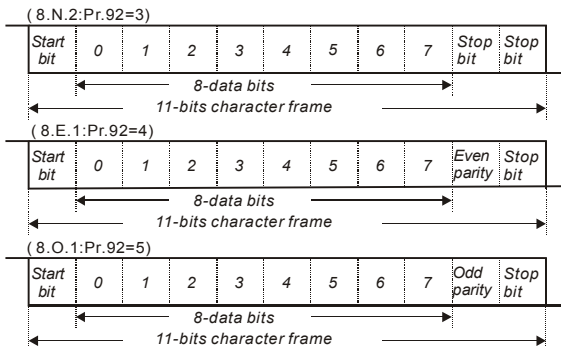 ( 8.N.2:Pr.92=3)
Start bit 0 1 2 3 4 5 6 7 Stop bit Stop bit
8-data bits
11-bits character frame
( 8.E.1:Pr.92=4)
Start bit 0 1 2 3 4 5 6 7 Even parity Stop bit
8-data bits
11-bits character frame
( 8.O.1:Pr.92=5)
Start bit 0 1 2 3 4 5 6 7 Odd parity Stop bit
8-data bits
11-bits character frame